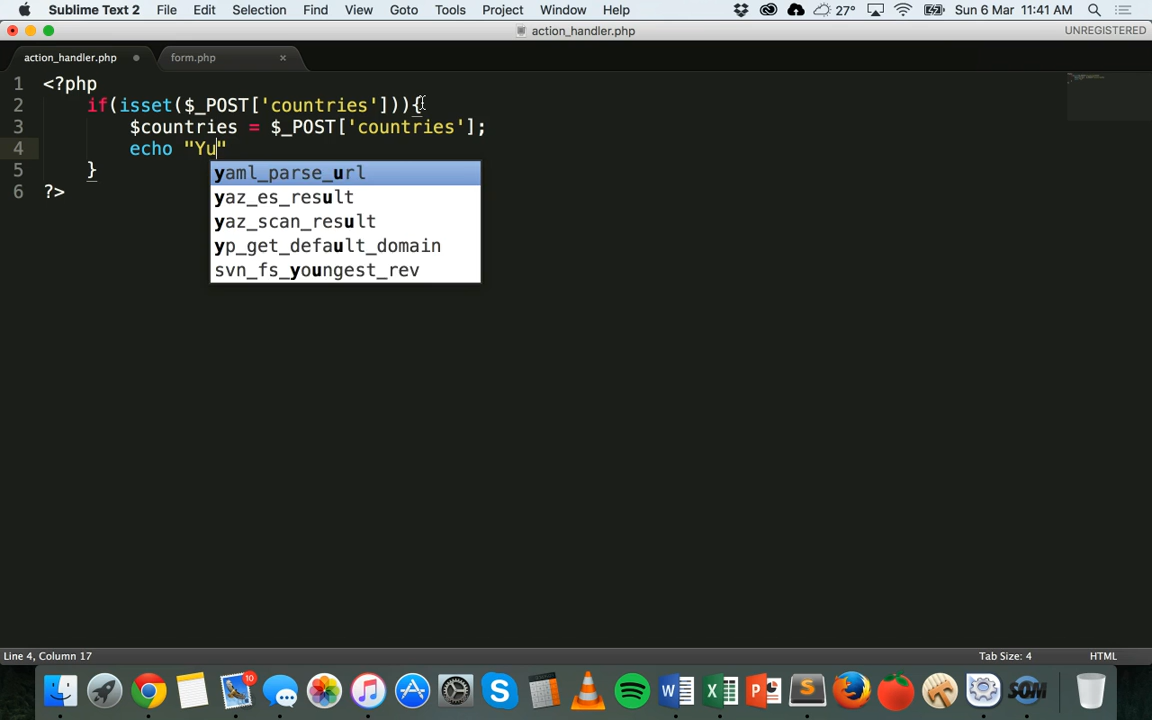 Sublime Text 2 File Edit Selection Find View Goto Tools Project Window Help 27° Sun 6 Mar 11:41 AM
action_handler.php UNREGISTERED
action_handler.php form.php
1 <?php
2 if(isset($_POST['countries'])){
3 $countries = $_POST['countries'];
4 echo "Yu"
5 }
6 ?>
yaml_parse_url
yaz_es_result
yaz_scan_result
yp_get_default_domain
svn_fs_youngest_rev
Line 4, Column 17 Tab Size: 4 HTML
10
SOM